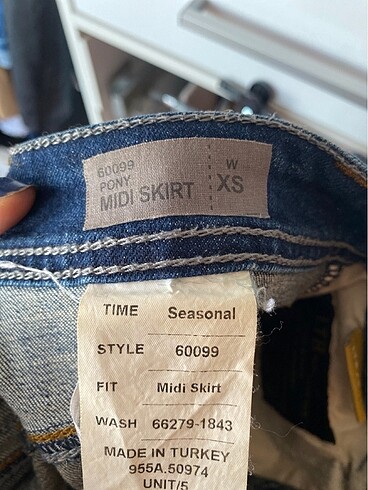 60099
PONY
MIDI SKIRT
W
XS
TIME Seasonal
STYLE 60099
FIT Midi Skirt
WASH 66279-1843
MADE IN TURKEY
955A.50974
UNIT/5